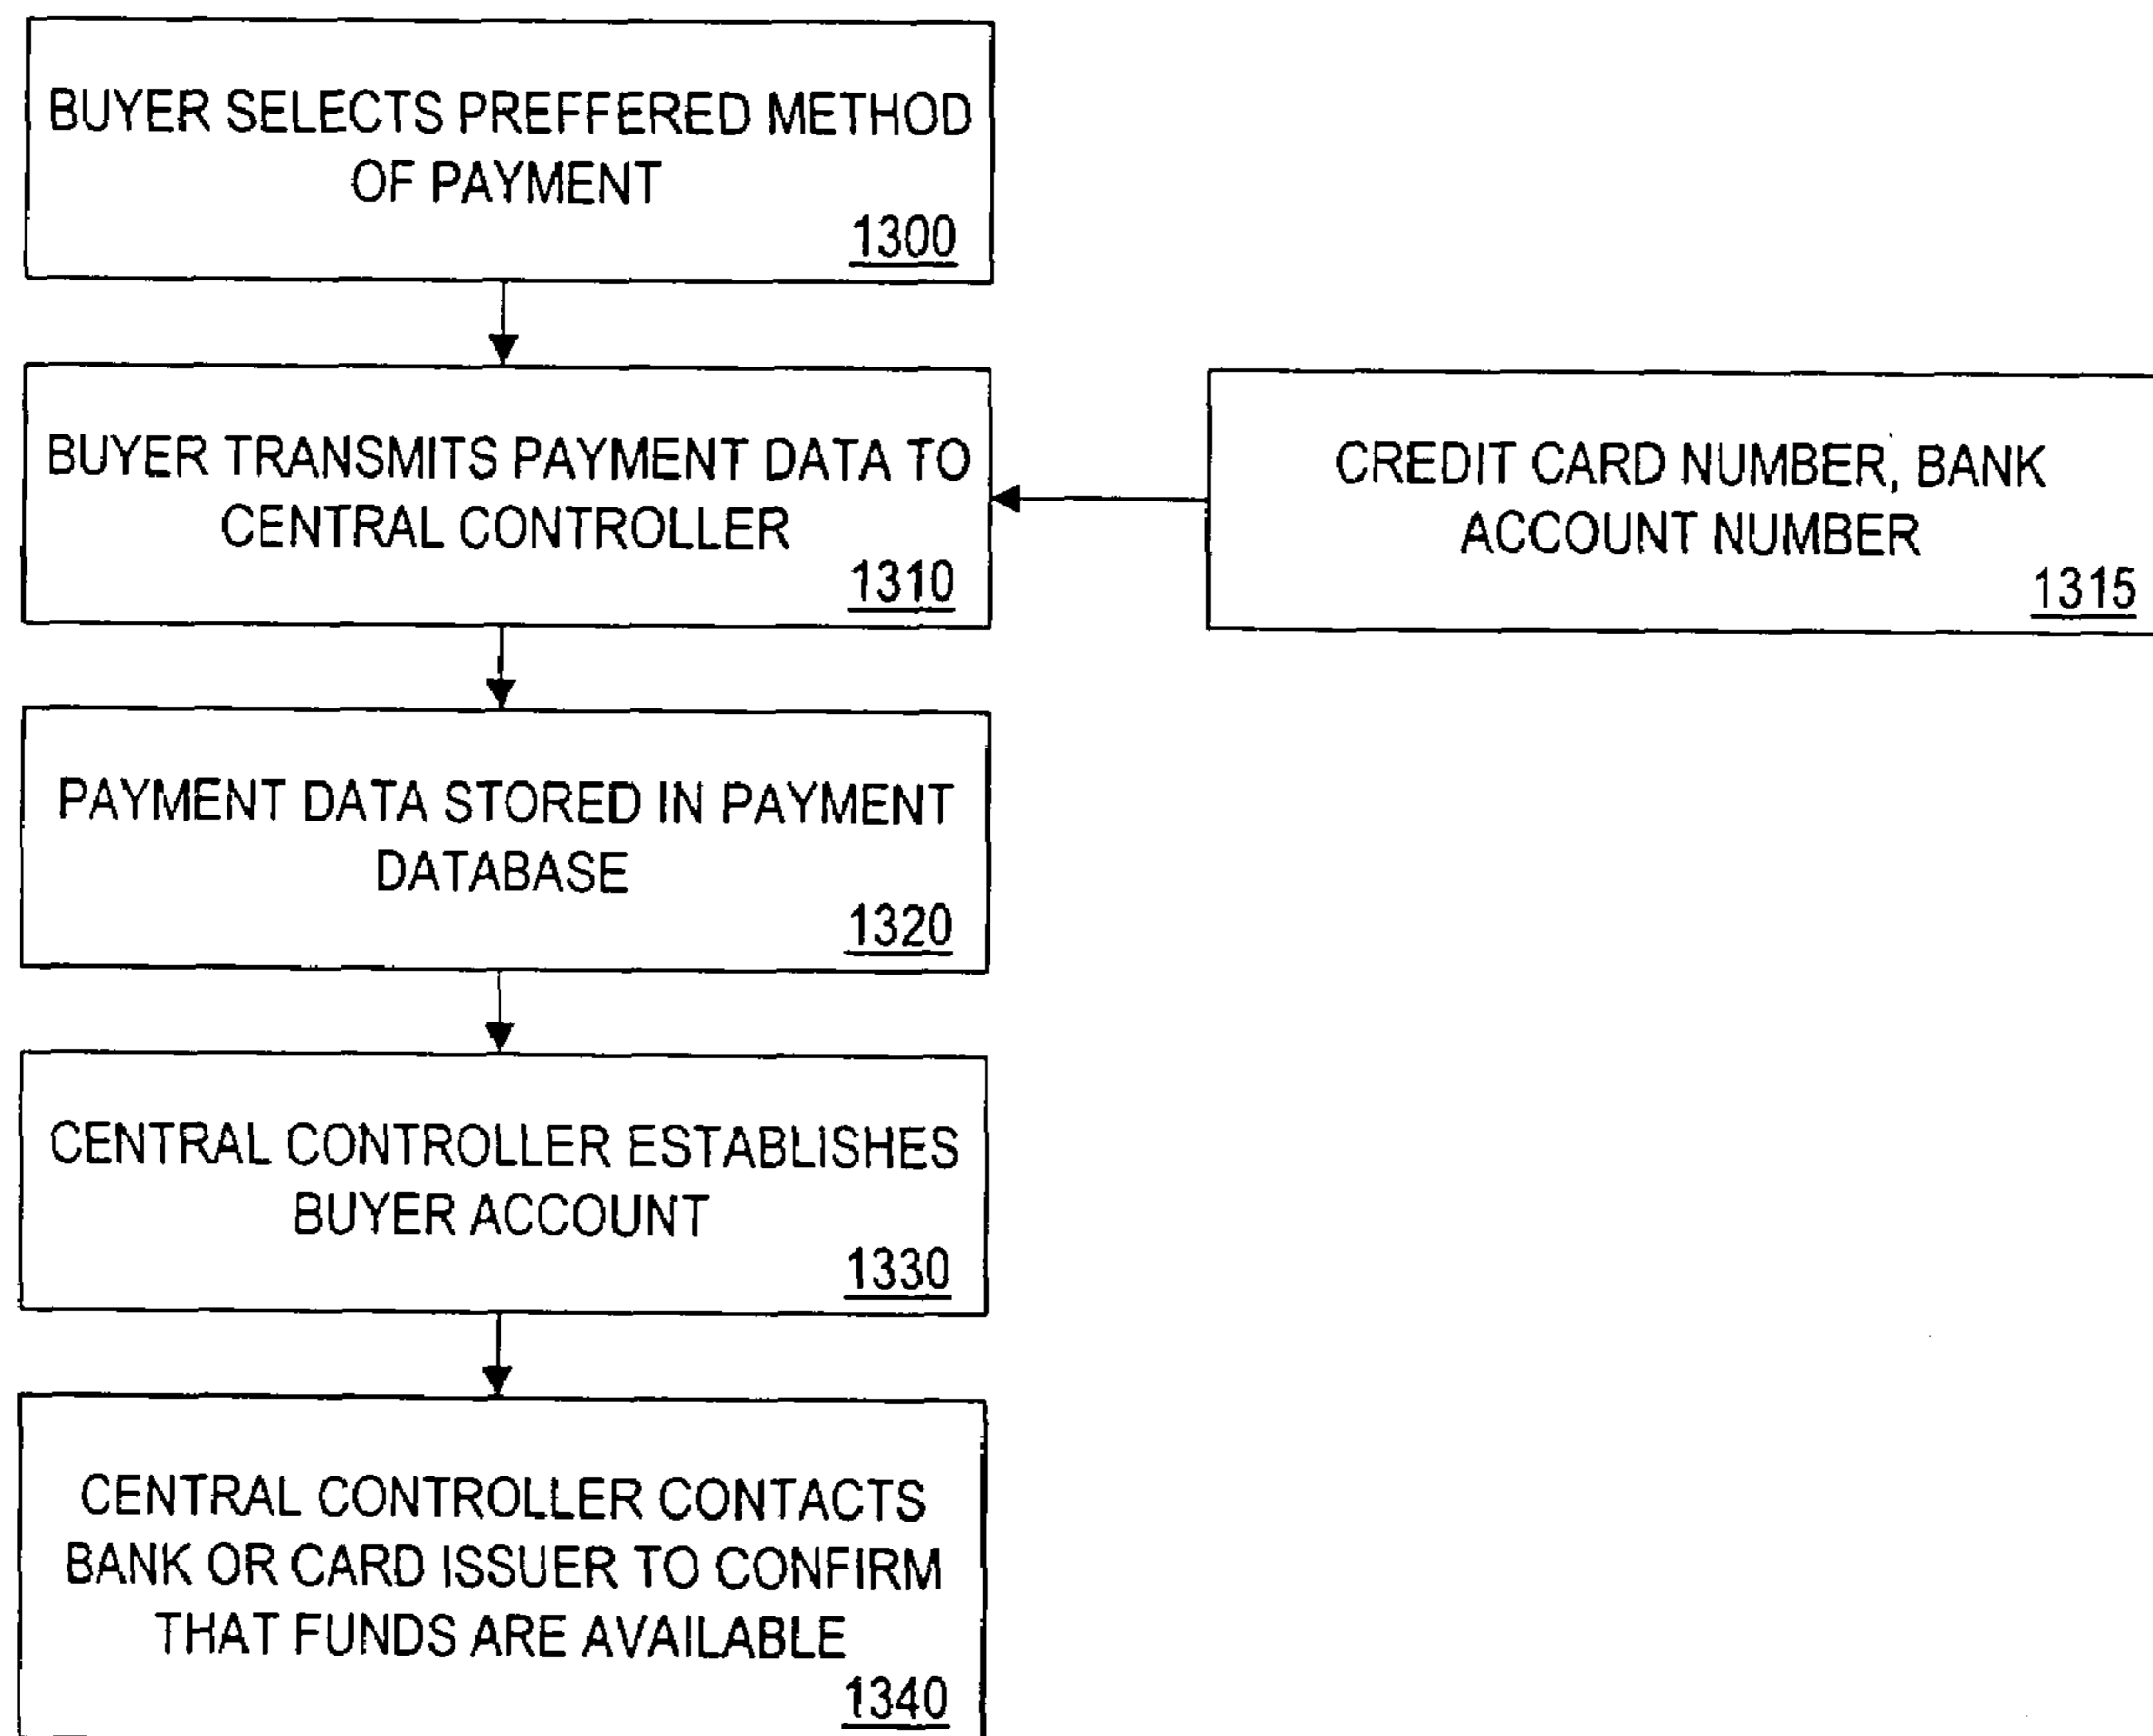 BUYER SELECTS PREFFERED METHOD
OF PAYMENT
1300
BUYER TRANSMITS PAYMENT DATA TO
CENTRAL CONTROLLER
1310
CREDIT CARD NUMBER, BANK
ACCOUNT NUMBER
1315
PAYMENT DATA STORED IN PAYMENT
DATABASE
1320
CENTRAL CONTROLLER ESTABLISHES
BUYER ACCOUNT
1330
CENTRAL CONTROLLER CONTACTS
BANK OR CARD ISSUER TO CONFIRM
THAT FUNDS ARE AVAILABLE
1340